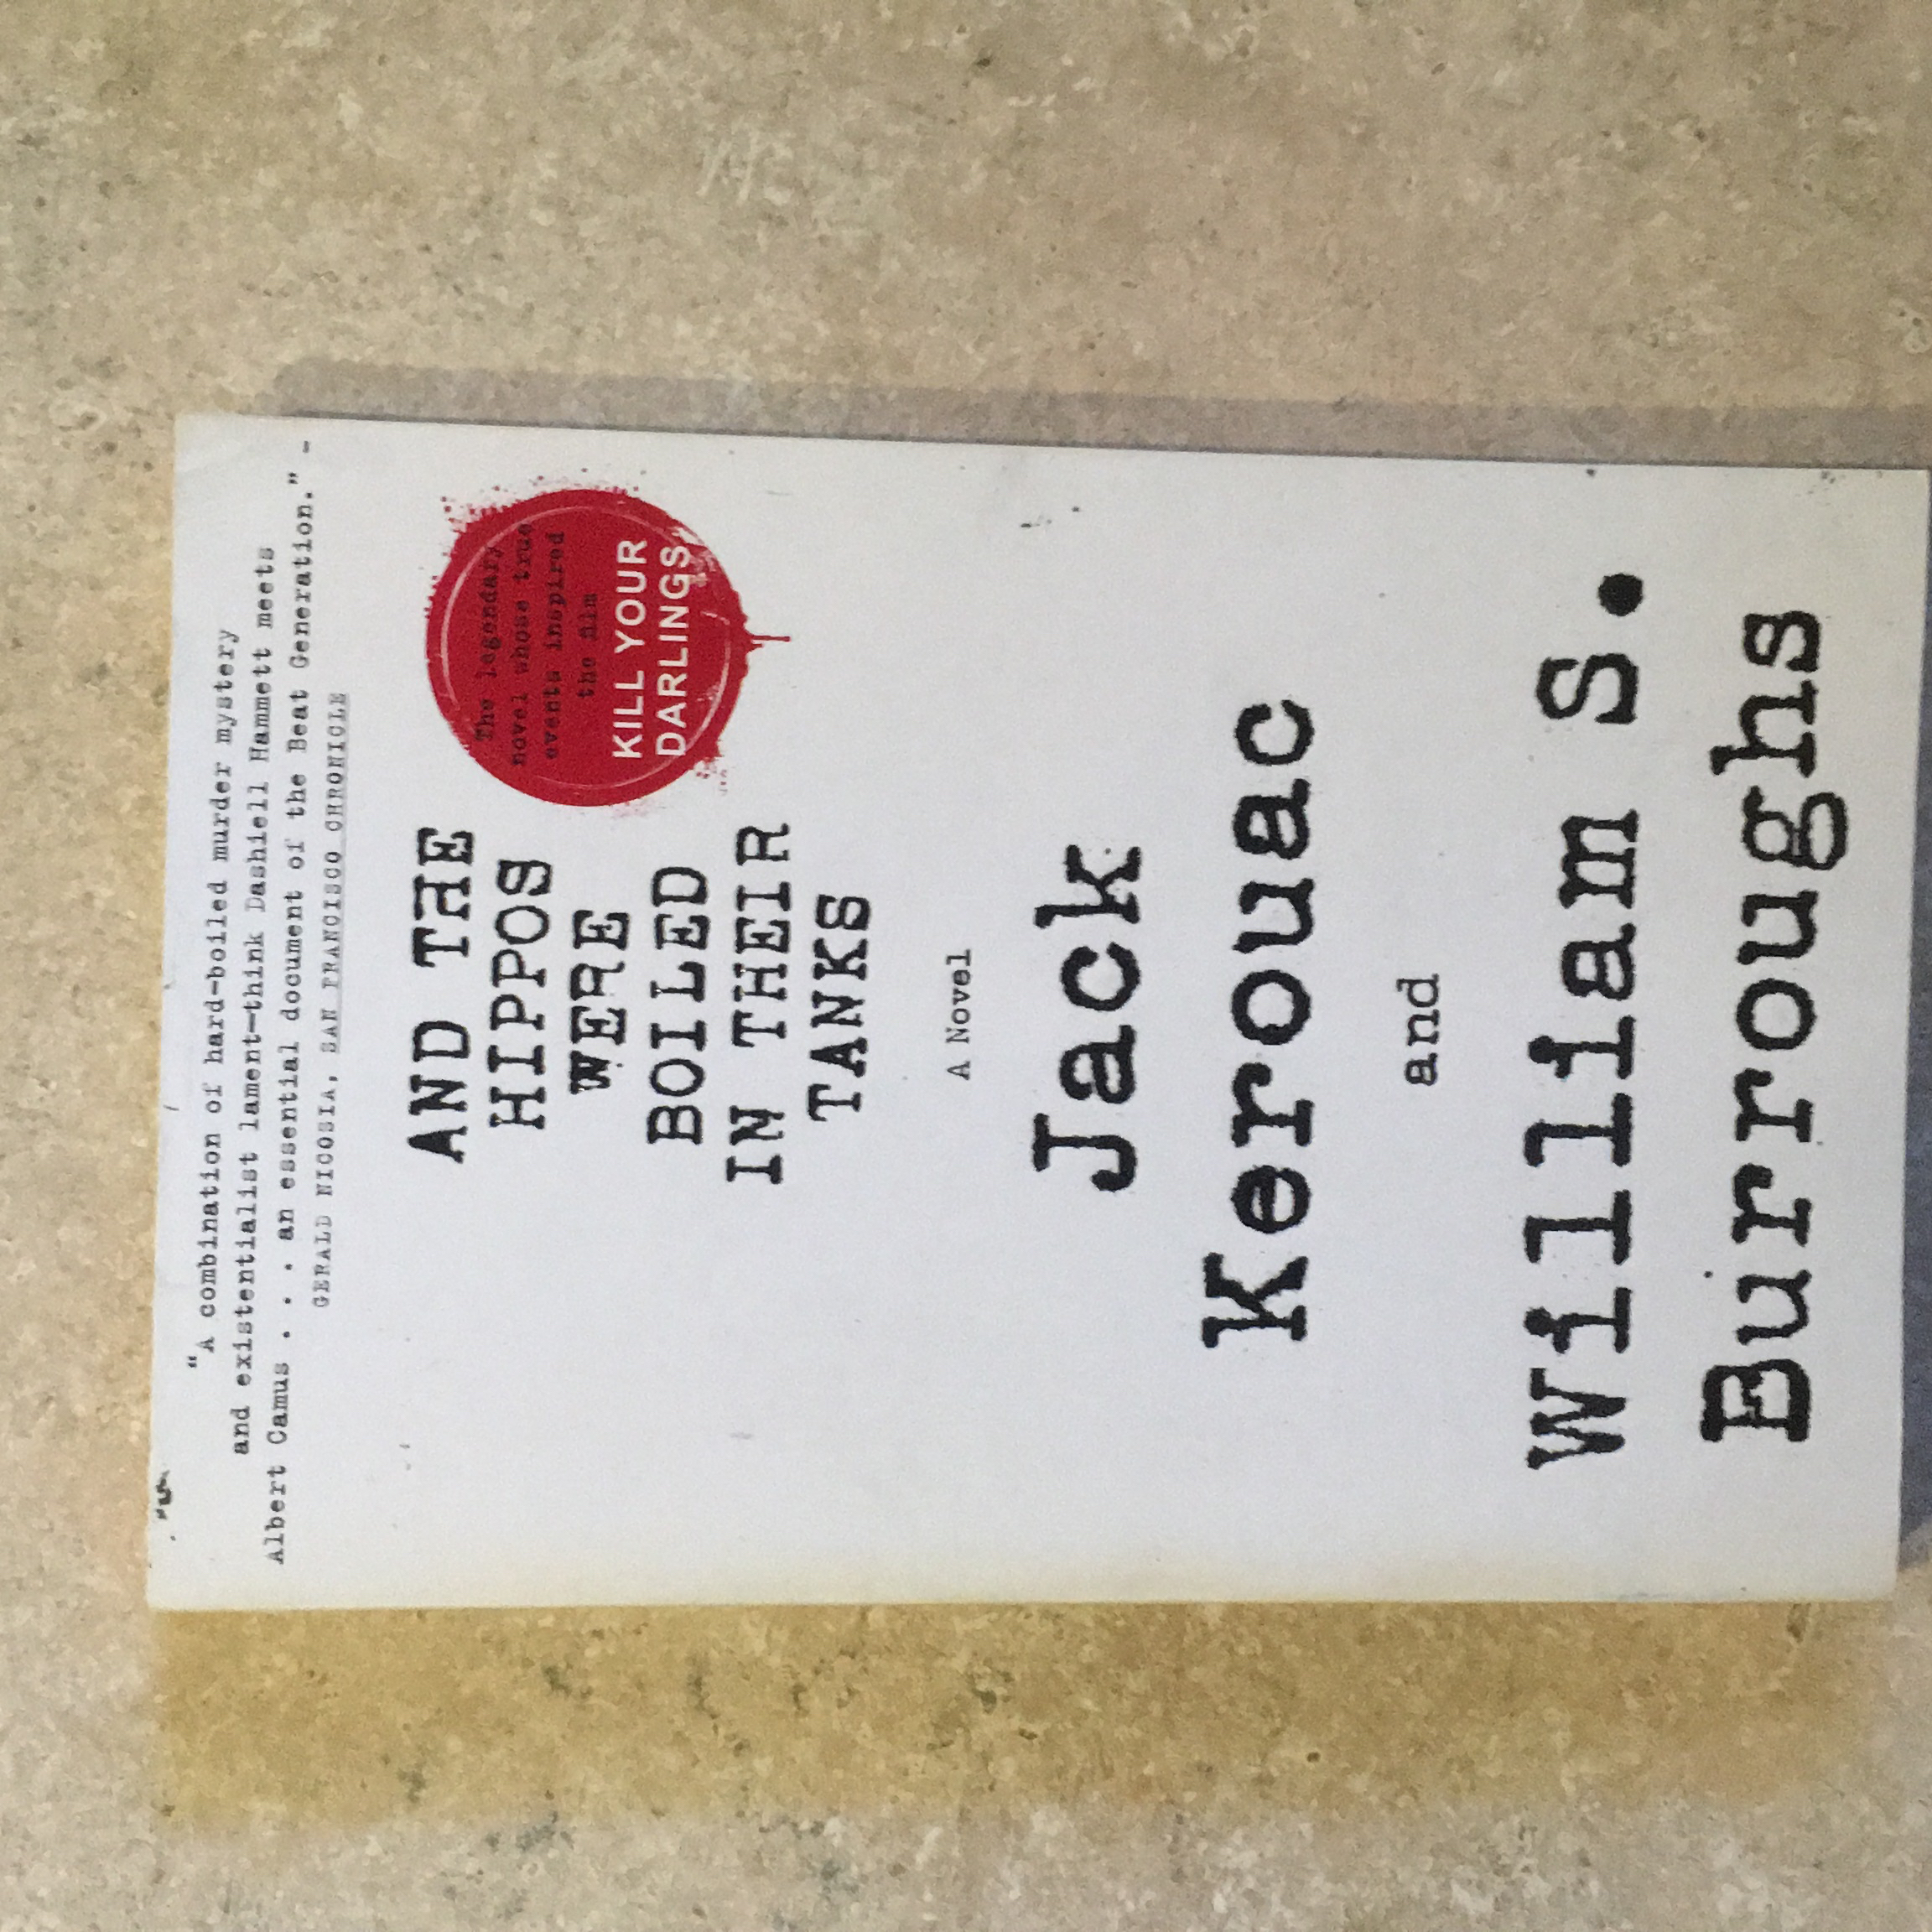 “A combination of hard-boiled murder mystery
and existentialist lament—think Dashiell Hammett meets
Albert Camus . . . an essential document of the Beat Generation.” -
GERALD NICOSIA, SAN FRANCISCO CHRONICLE
AND THE
HIPPOS
WERE
BOILED
IN THEIR
TANKS
The legendary
novel whose true
events inspired
the film
KILL YOUR
DARLINGS
A Novel
Jack
Kerouac
and
William S.
Burroughs